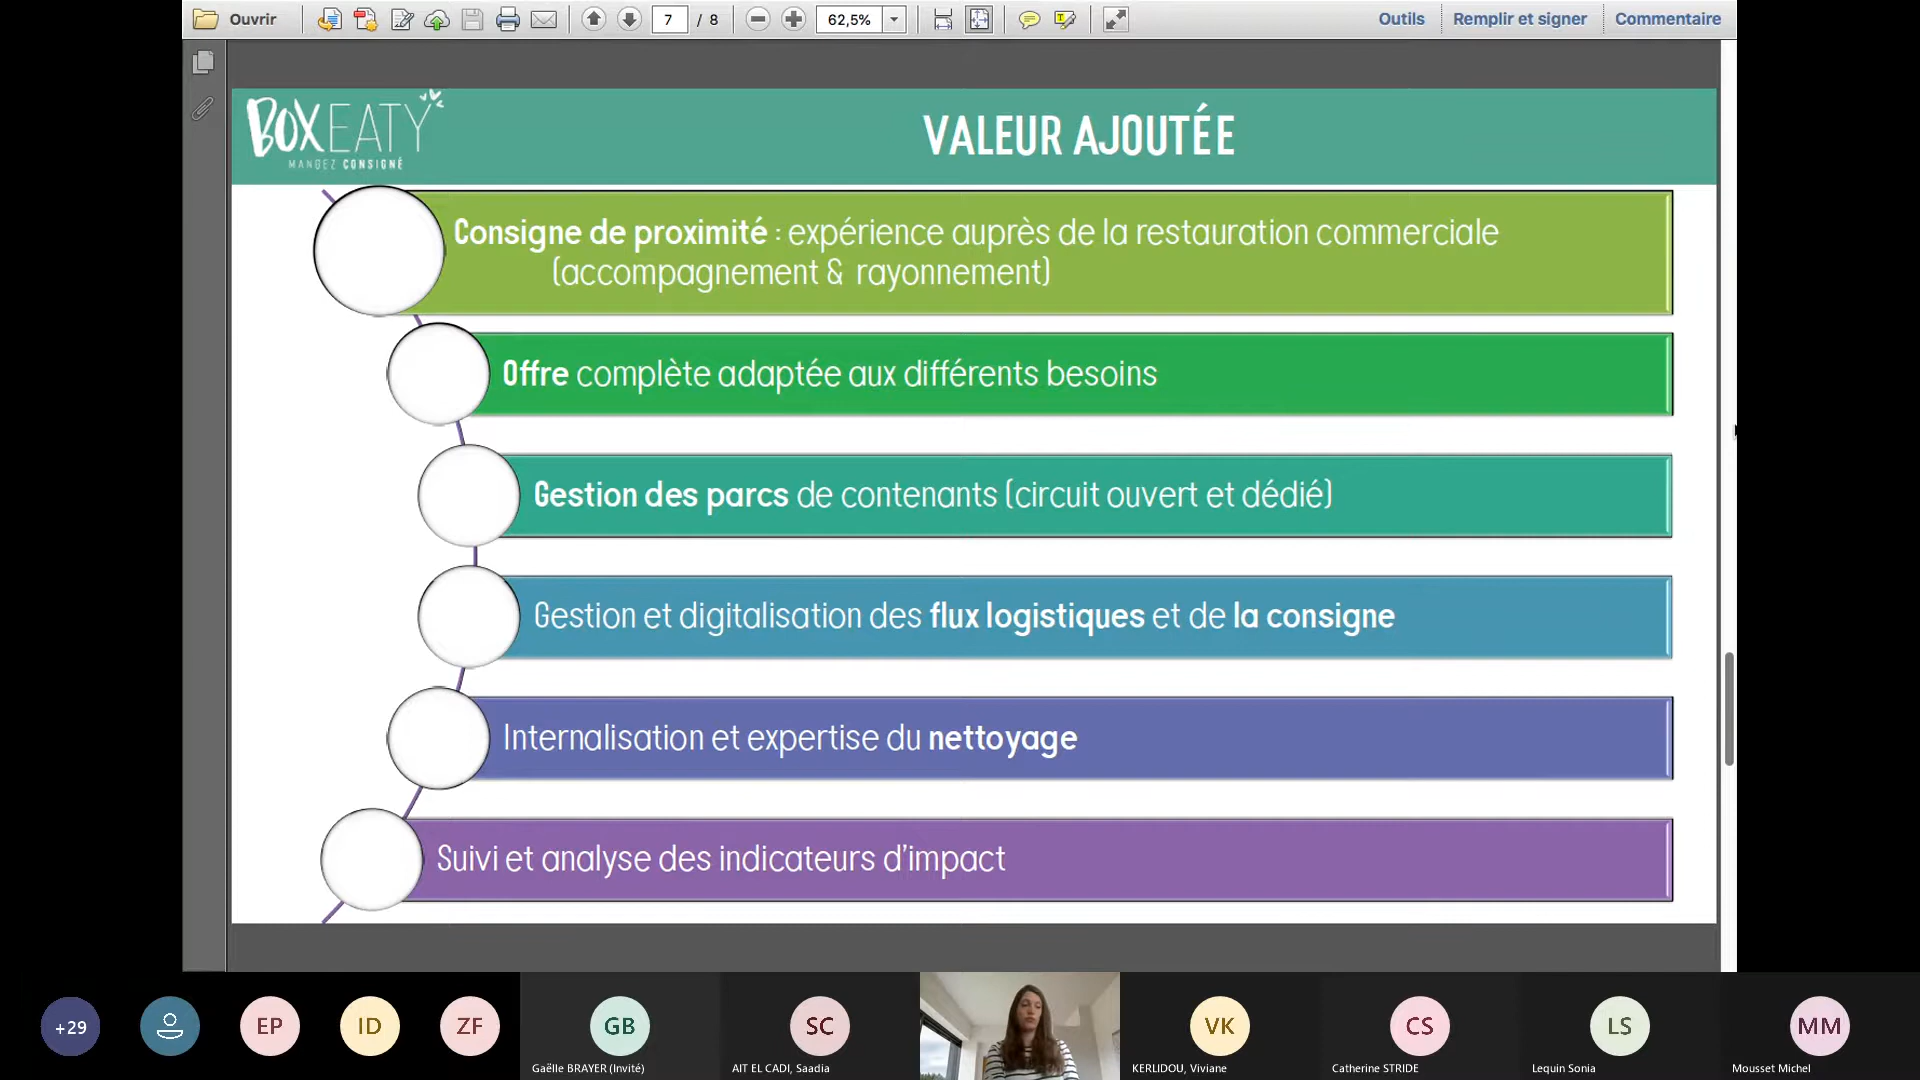 Ouvrir
7 / 8
62,5%
Outils
Remplir et signer
Commentaire
BOXEATY
MANGEZ CONSIGNÉ
VALEUR AJOUTÉE
Consigne de proximité : expérience auprès de la restauration commerciale
(accompagnement & rayonnement)
Offre complète adaptée aux différents besoins
Gestion des parcs de contenants (circuit ouvert et dédié)
Gestion et digitalisation des flux logistiques et de la consigne
Internalisation et expertise du nettoyage
Suivi et analyse des indicateurs d'impact
+29
EP
ID
ZF
GB
SC
VK
CS
LS
MM
Gaëlle BRAYER (Invité)
AIT EL CADI, Saadia
KERLIDOU, Viviane
Catherine STRIDE
Lequin Sonia
Mousset Michel